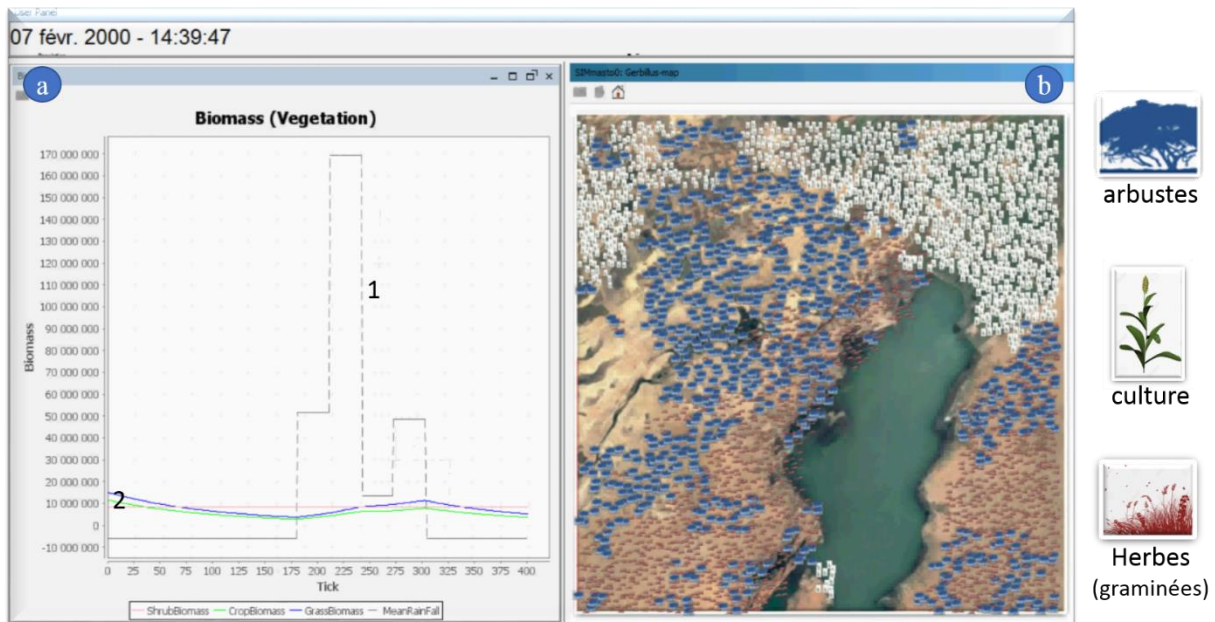 User Panel
07 févr. 2000 - 14:39:47
a
Biomass (Vegetation)
170 000 000
160 000 000
150 000 000
140 000 000
130 000 000
120 000 000
110 000 000
100 000 000
90 000 000
80 000 000
70 000 000
60 000 000
50 000 000
40 000 000
30 000 000
20 000 000
10 000 000
0
-10 000 000
Biomass
1
2
0 25 50 75 100 125 150 175 200 225 250 275 300 325 350 375 400
Tick
ShrubBiomass CropBiomass GrassBiomass MeanRainFall
SIMmasto0: Gerbillus-map
b
arbustes
culture
Herbes
(graminées)